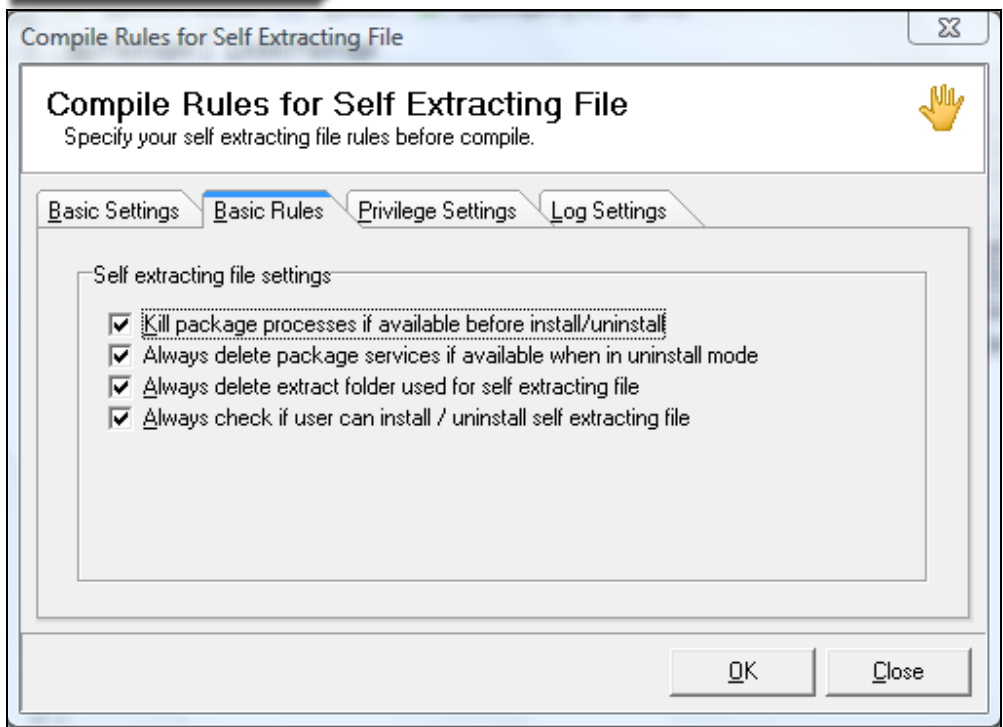 Compile Rules for Self Extracting File
Compile Rules for Self Extracting File
Specify your self extracting file rules before compile.
Basic Settings Basic Rules Privilege Settings Log Settings
Self extracting file settings
Kill package processes if available before install/uninstall
Always delete package services if available when in uninstall mode
Always delete extract folder used for self extracting file
Always check if user can install / uninstall self extracting file
OK Close